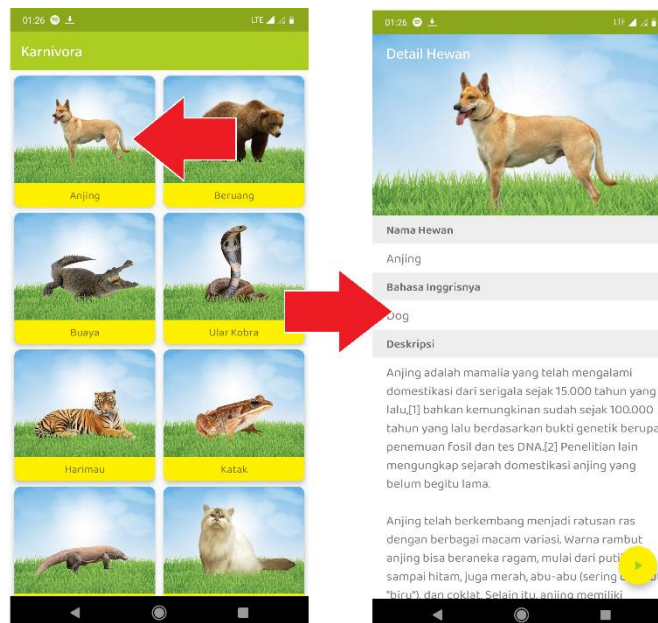 01:26 LTE
Karnivora
Anjing Beruang
Buaya Ular Kobra
Harimau Katak
01:26 LTE
Detail Hewan
Nama Hewan
Anjing
Bahasa Inggrisnya
Dog
Deskripsi
Anjing adalah mamalia yang telah mengalami
domestikasi dari serigala sejak 15.000 tahun yang
lalu,[1] bahkan kemungkinan sudah sejak 100.000
tahun yang lalu berdasarkan bukti genetik berupa
penemuan fosil dan tes DNA.[2] Penelitian lain
mengungkap sejarah domestikasi anjing yang
belum begitu lama.
Anjing telah berkembang menjadi ratusan ras
dengan berbagai macam variasi. Warna rambut
anjing bisa beraneka ragam, mulai dari
sampai hitam, juga merah, abu-abu (sering
"biru"), dan coklat. Selain itu, anjing memiliki